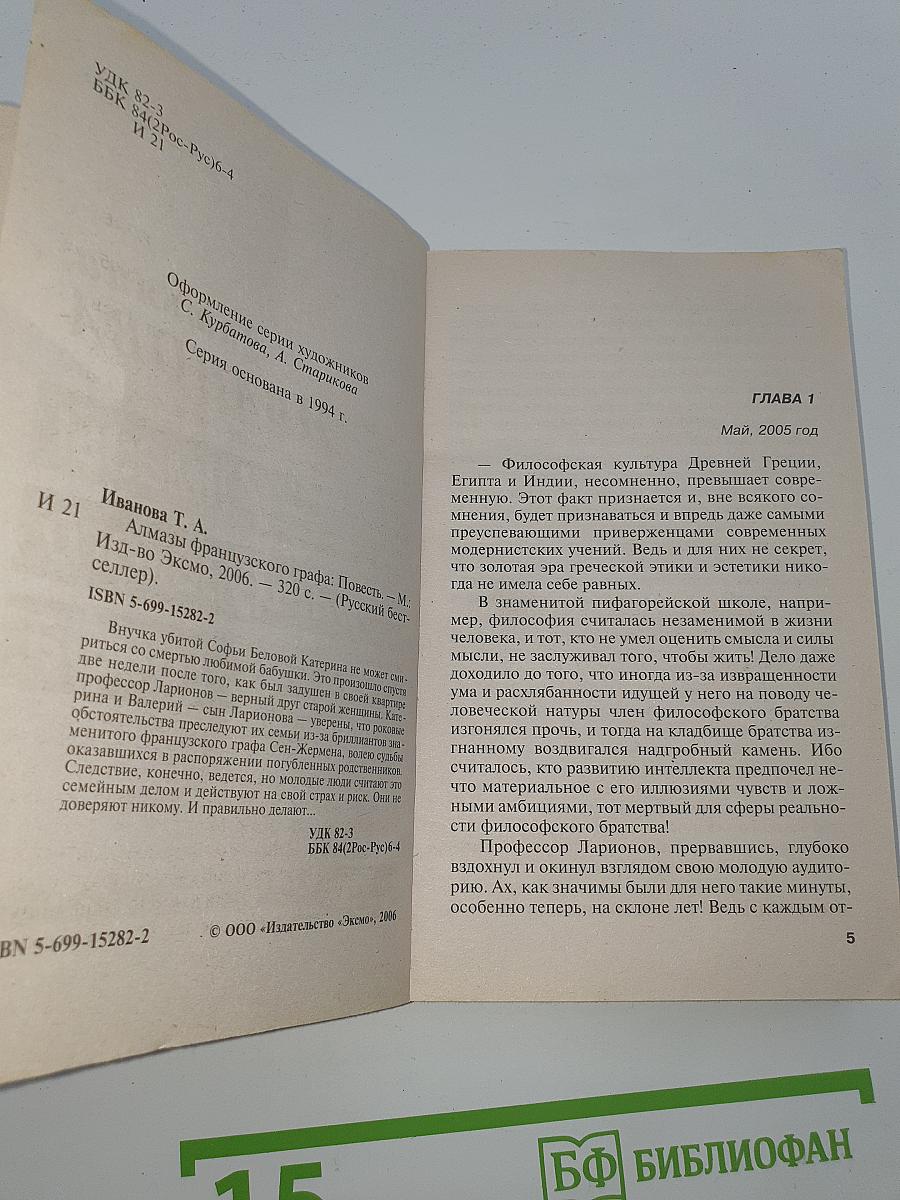 УДК 82-3
ББК 84(2Рос-Рус)6-4
И 21
Оформление серии художников
С. Курбатова, А. Старикова
Серия основана в 1994 г.
Иванова Т. А.
И 21
Алмазы французского графа: Повесть. — М.:
Изд-во Эксмо, 2006. — 320 с. — (Русский бест-
селлер).
ISBN 5-699-15282-2
Внучка убитой Софьи Беловой Катерина не может сми-
риться со смертью любимой бабушки. Это произошло спустя
две недели после того, как был задушен в своей квартире
профессор Ларионов — верный друг старой женщины. Кате-
рина и Валерий — сын Ларионова — уверены, что роковые
обстоятельства преследуют их семьи из-за бриллиантов зна-
менитого французского графа Сен-Жермена, волею судьбы
оказавшихся в распоряжении погубленных родственников.
Следствие, конечно, ведется, но молодые люди считают это
семейным делом и действуют на свой страх и риск. Они не
доверяют никому. И правильно делают...
УДК 82-3
ББК 84(2Рос-Рус)6-4
BN 5-699-15282-2
© ООО «Издательство «Эксмо», 2006
ГЛАВА 1
Май, 2005 год
— Философская культура Древней Греции,
Египта и Индии, несомненно, превышает совре-
менную. Этот факт признается и, вне всякого со-
мнения, будет признаваться и впредь даже самыми
преуспевающими приверженцами современных
модернистских учений. Ведь и для них не секрет,
что золотая эра греческой этики и эстетики нико-
гда не имела себе равных.
В знаменитой пифагорейской школе, напри-
мер, философия считалась незаменимой в жизни
человека, и тот, кто не умел оценить смысла и силы
мысли, не заслуживал того, чтобы жить! Дело даже
доходило до того, что иногда из-за извращенности
ума и расхлябанности идущей у него на поводу че-
ловеческой натуры член философского братства
изгонялся прочь, и тогда на кладбище братства из-
гнанному воздвигался надгробный камень. Ибо
считалось, кто развитию интеллекта предпочел не-
что материальное с его иллюзиями чувств и лож-
ными амбициями, тот мертвый для сферы реально-
сти философского братства!
Профессор Ларионов, прервавшись, глубоко
вздохнул и окинул взглядом свою молодую аудито-
рию. Ах, как значимы были для него такие минуты,
особенно теперь, на склоне лет! Ведь с каждым от-
5
15
БФ БИБЛИОФАН